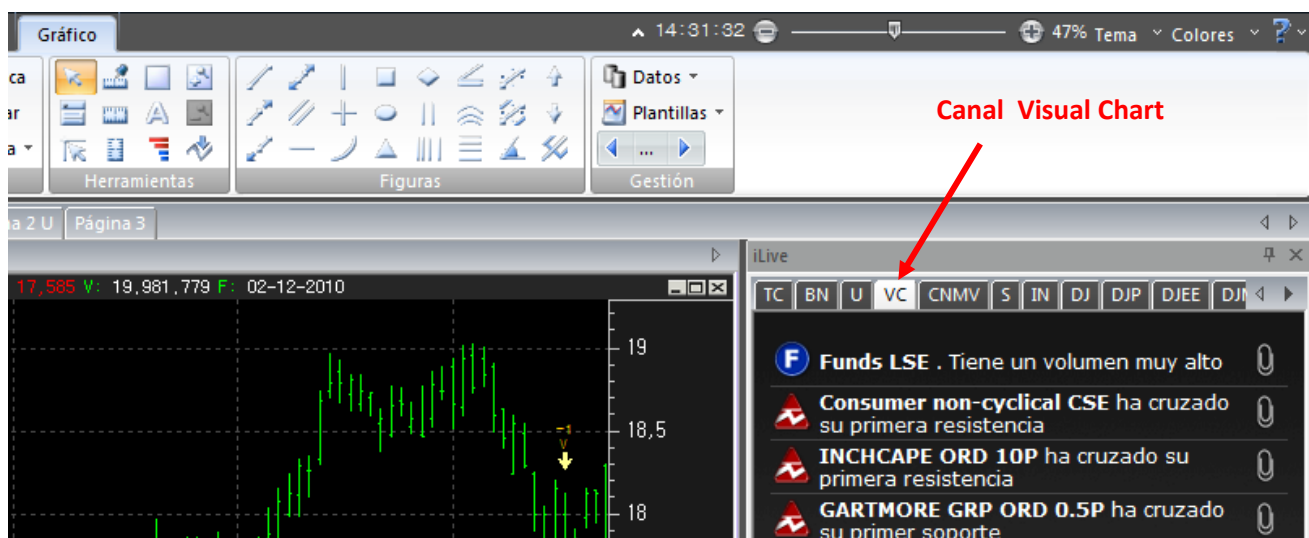 Gráfico
14:31:32
47% Tema Colores ?
ca
Datos
Canal Visual Chart
ar
A
Plantillas
a
...
Herramientas
Figuras
Gestión
na 2 U
Página 3
iLive
17,585 V: 19,981,779 F: 02-12-2010
TC BN U VC CNMV S IN DJ DJP DJEE DJN
19
F
Funds LSE . Tiene un volumen muy alto
Consumer non-cyclical CSE ha cruzado
su primera resistencia
-1
V
18,5
INCHCAPE ORD 10P ha cruzado su
primera resistencia
18
GARTMORE GRP ORD 0.5P ha cruzado
su primer soporte